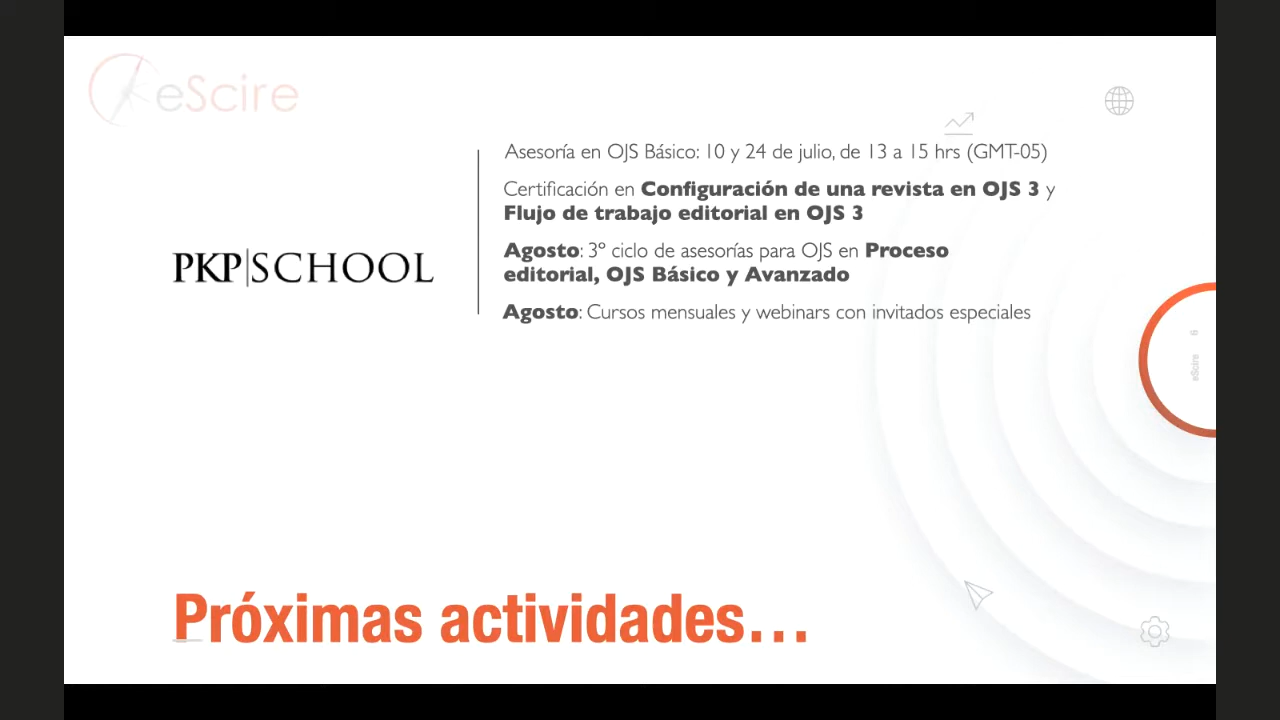 eScire
Asesoría en OJS Básico: 10 y 24 de julio, de 13 a 15 hrs (GMT-05)
Certificación en Configuración de una revista en OJS 3 y
Flujo de trabajo editorial en OJS 3
Agosto: 3º ciclo de asesorías para OJS en Proceso
editorial, OJS Básico y Avanzado
Agosto: Cursos mensuales y webinars con invitados especiales
PKP|SCHOOL
eScire 6
Próximas actividades...